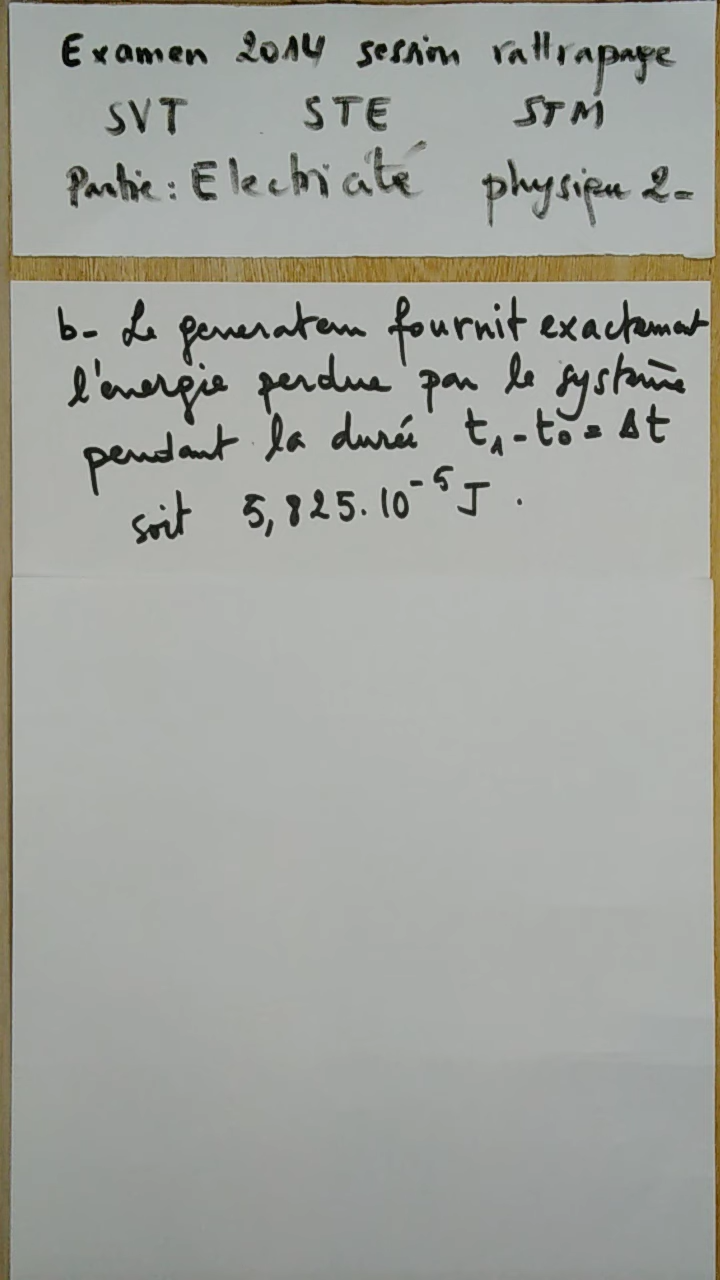 Examen 2014 session rattrapage
SVT STE STM
Partie: Electricité physique 2-
b- Le generateur fournit exactement
l'énergie perdue par le système
pendant la durée t₁-t₀ = Δt
soit 5,825.10⁻⁵ J.